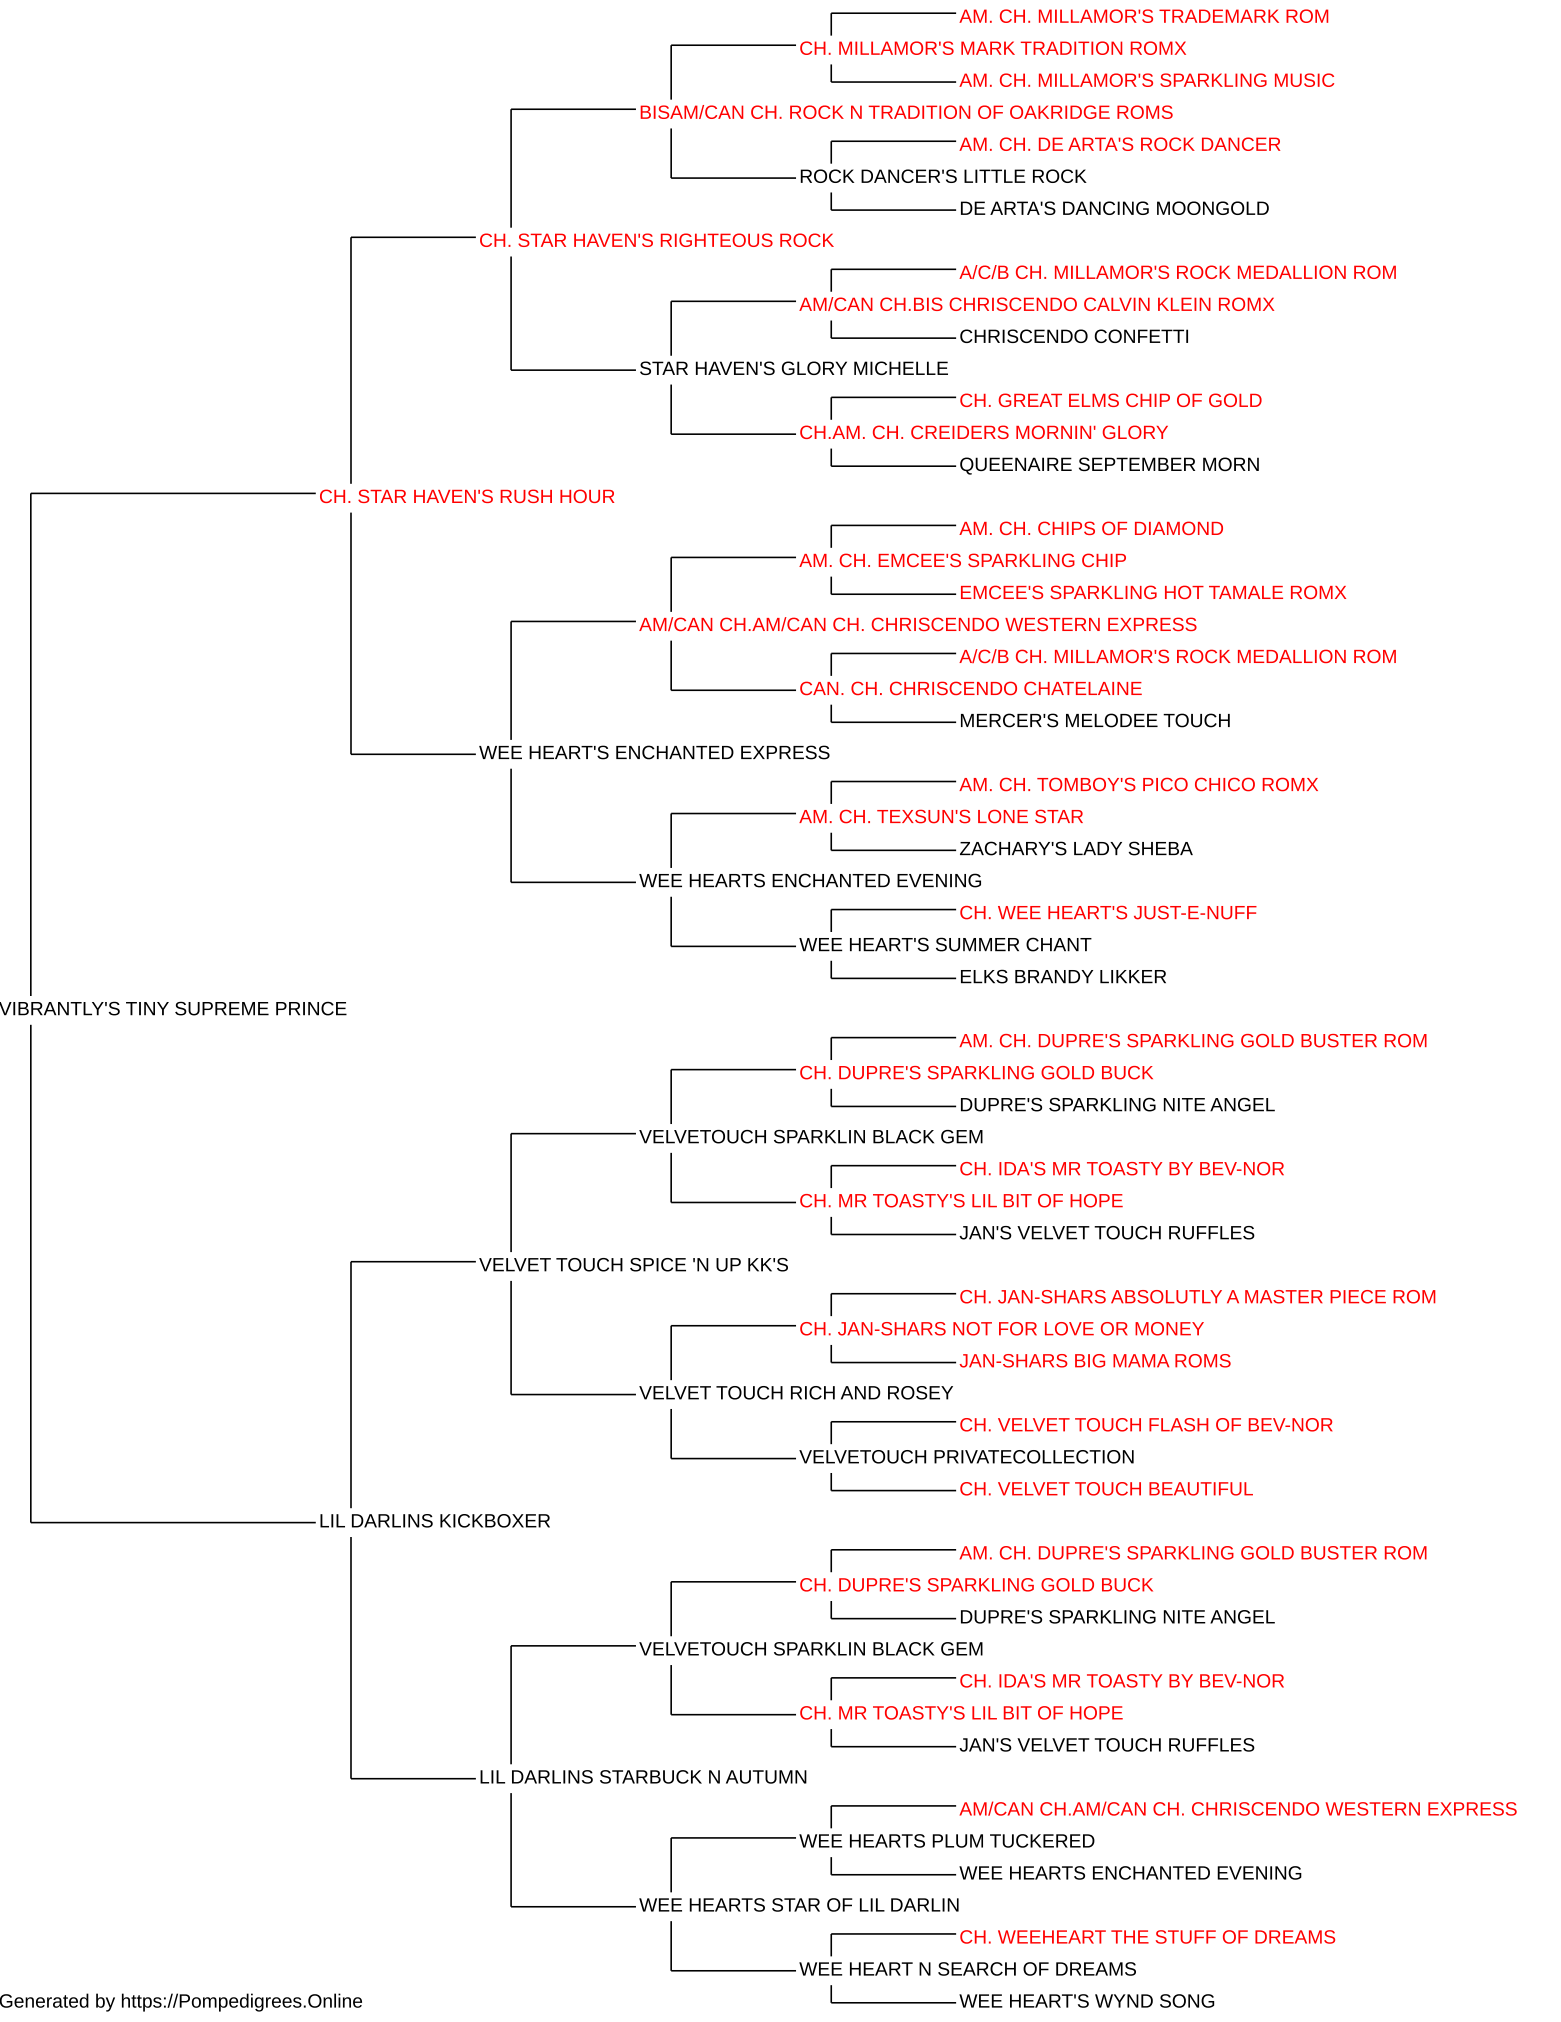 AM. CH. MILLAMOR'S TRADEMARK ROM
CH. MILLAMOR'S MARK TRADITION ROMX
AM. CH. MILLAMOR'S SPARKLING MUSIC
BISAM/CAN CH. ROCK N TRADITION OF OAKRIDGE ROMS
AM. CH. DE ARTA'S ROCK DANCER
ROCK DANCER'S LITTLE ROCK
DE ARTA'S DANCING MOONGOLD
CH. STAR HAVEN'S RIGHTEOUS ROCK
A/C/B CH. MILLAMOR'S ROCK MEDALLION ROM
AM/CAN CH.BIS CHRISCENDO CALVIN KLEIN ROMX
CHRISCENDO CONFETTI
STAR HAVEN'S GLORY MICHELLE
CH. GREAT ELMS CHIP OF GOLD
CH.AM. CH. CREIDERS MORNIN' GLORY
QUEENAIRE SEPTEMBER MORN
CH. STAR HAVEN'S RUSH HOUR
AM. CH. CHIPS OF DIAMOND
AM. CH. EMCEE'S SPARKLING CHIP
EMCEE'S SPARKLING HOT TAMALE ROMX
AM/CAN CH.AM/CAN CH. CHRISCENDO WESTERN EXPRESS
A/C/B CH. MILLAMOR'S ROCK MEDALLION ROM
CAN. CH. CHRISCENDO CHATELAINE
MERCER'S MELODEE TOUCH
WEE HEART'S ENCHANTED EXPRESS
AM. CH. TOMBOY'S PICO CHICO ROMX
AM. CH. TEXSUN'S LONE STAR
ZACHARY'S LADY SHEBA
WEE HEARTS ENCHANTED EVENING
CH. WEE HEART'S JUST-E-NUFF
WEE HEART'S SUMMER CHANT
ELKS BRANDY LIKKER
VIBRANTLY'S TINY SUPREME PRINCE
AM. CH. DUPRE'S SPARKLING GOLD BUSTER ROM
CH. DUPRE'S SPARKLING GOLD BUCK
DUPRE'S SPARKLING NITE ANGEL
VELVETOUCH SPARKLIN BLACK GEM
CH. IDA'S MR TOASTY BY BEV-NOR
CH. MR TOASTY'S LIL BIT OF HOPE
JAN'S VELVET TOUCH RUFFLES
VELVET TOUCH SPICE 'N UP KK'S
CH. JAN-SHARS ABSOLUTLY A MASTER PIECE ROM
CH. JAN-SHARS NOT FOR LOVE OR MONEY
JAN-SHARS BIG MAMA ROMS
VELVET TOUCH RICH AND ROSEY
CH. VELVET TOUCH FLASH OF BEV-NOR
VELVETOUCH PRIVATECOLLECTION
CH. VELVET TOUCH BEAUTIFUL
LIL DARLINS KICKBOXER
AM. CH. DUPRE'S SPARKLING GOLD BUSTER ROM
CH. DUPRE'S SPARKLING GOLD BUCK
DUPRE'S SPARKLING NITE ANGEL
VELVETOUCH SPARKLIN BLACK GEM
CH. IDA'S MR TOASTY BY BEV-NOR
CH. MR TOASTY'S LIL BIT OF HOPE
JAN'S VELVET TOUCH RUFFLES
LIL DARLINS STARBUCK N AUTUMN
AM/CAN CH.AM/CAN CH. CHRISCENDO WESTERN EXPRESS
WEE HEARTS PLUM TUCKERED
WEE HEARTS ENCHANTED EVENING
WEE HEARTS STAR OF LIL DARLIN
CH. WEEHEART THE STUFF OF DREAMS
WEE HEART N SEARCH OF DREAMS
WEE HEART'S WYND SONG
Generated by https://Pompedigrees.Online